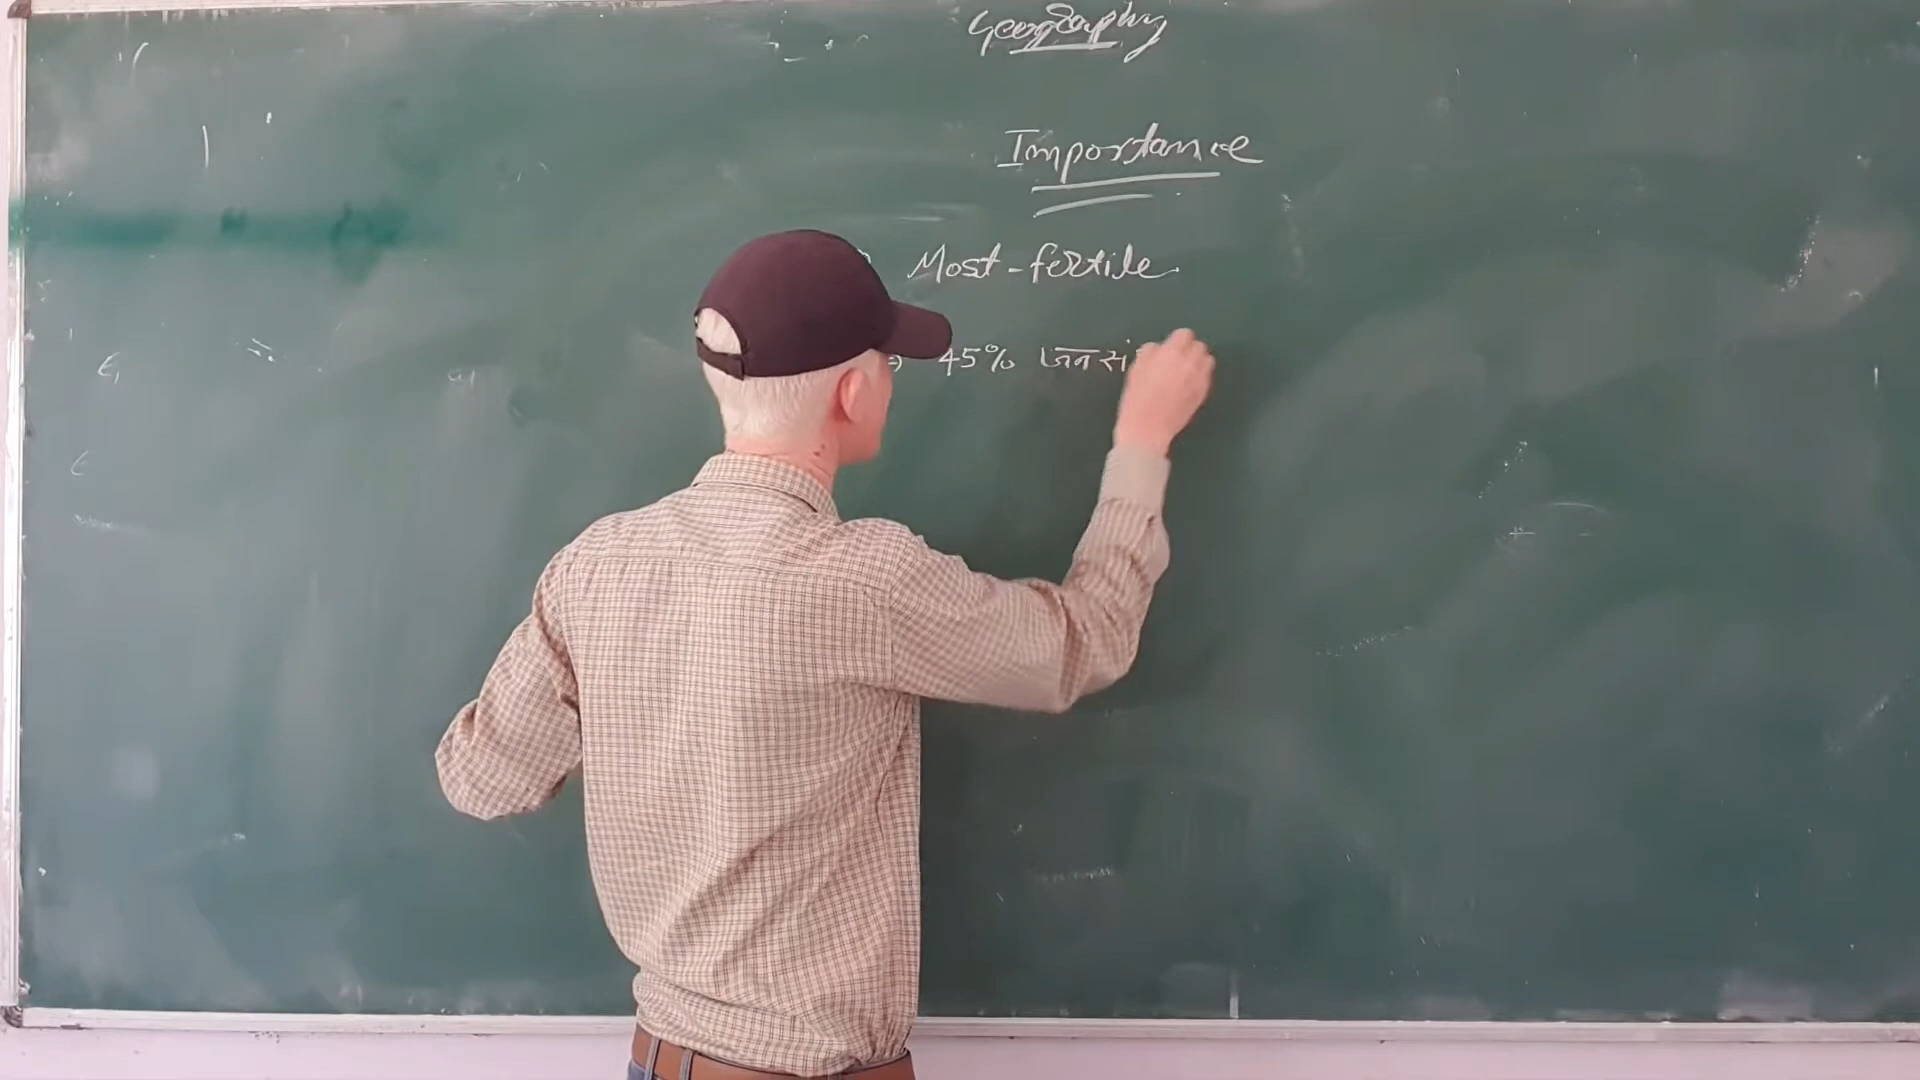 Geography
Importance
Most-fertile
⇒ 45% जनसं